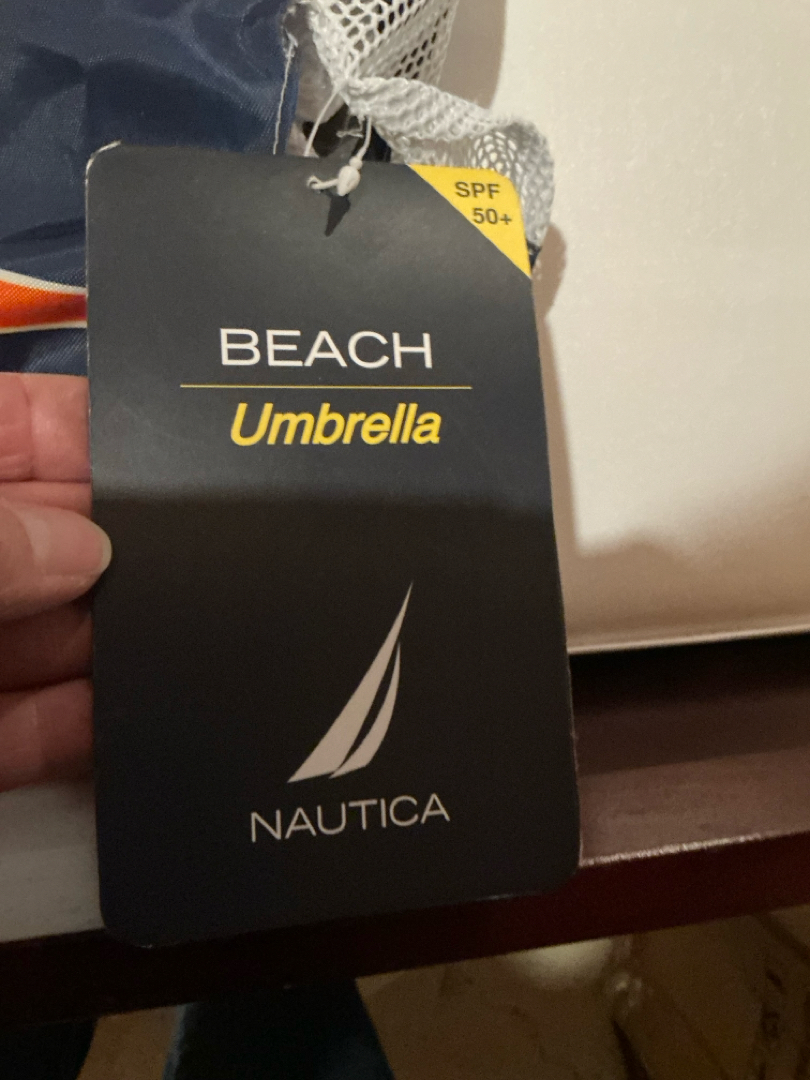 SPF
50+
BEACH
Umbrella
NAUTICA